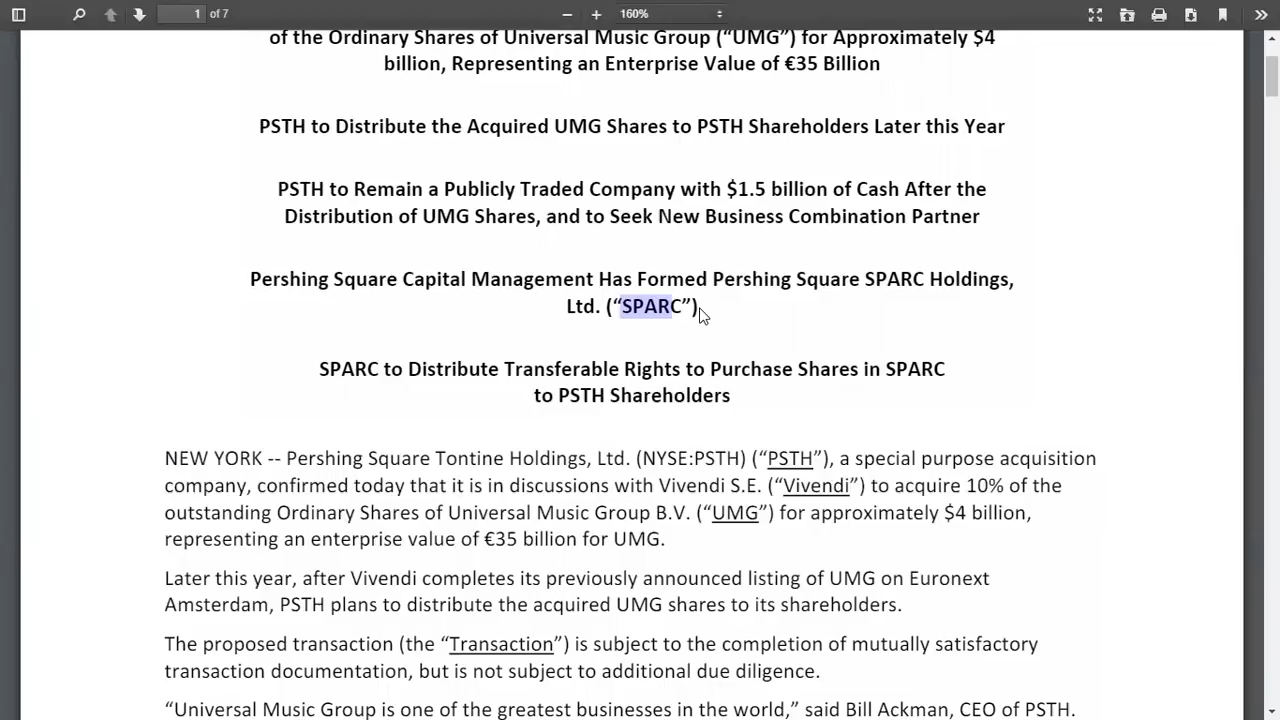 1 of 7
160%
of the Ordinary Shares of Universal Music Group (“UMG”) for Approximately $4
billion, Representing an Enterprise Value of €35 Billion
PSTH to Distribute the Acquired UMG Shares to PSTH Shareholders Later this Year
PSTH to Remain a Publicly Traded Company with $1.5 billion of Cash After the
Distribution of UMG Shares, and to Seek New Business Combination Partner
Pershing Square Capital Management Has Formed Pershing Square SPARC Holdings,
Ltd. (“SPARC”)
SPARC to Distribute Transferable Rights to Purchase Shares in SPARC
to PSTH Shareholders
NEW YORK -- Pershing Square Tontine Holdings, Ltd. (NYSE:PSTH) (“PSTH”), a special purpose acquisition
company, confirmed today that it is in discussions with Vivendi S.E. (“Vivendi”) to acquire 10% of the
outstanding Ordinary Shares of Universal Music Group B.V. (“UMG”) for approximately $4 billion,
representing an enterprise value of €35 billion for UMG.
Later this year, after Vivendi completes its previously announced listing of UMG on Euronext
Amsterdam, PSTH plans to distribute the acquired UMG shares to its shareholders.
The proposed transaction (the “Transaction”) is subject to the completion of mutually satisfactory
transaction documentation, but is not subject to additional due diligence.
“Universal Music Group is one of the greatest businesses in the world,” said Bill Ackman, CEO of PSTH.